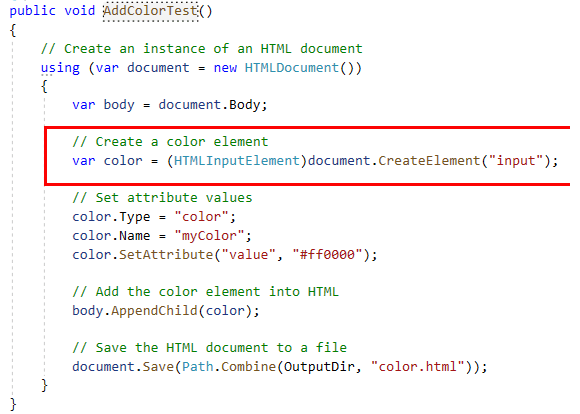 public void AddColorTest()
{
// Create an instance of an HTML document
using (var document = new HTMLDocument())
{
var body = document.Body;
// Create a color element
var color = (HTMLInputElement)document.CreateElement("input");
// Set attribute values
color.Type = "color";
color.Name = "myColor";
color.SetAttribute("value", "#ff0000");
// Add the color element into HTML
body.AppendChild(color);
// Save the HTML document to a file
document.Save(Path.Combine(OutputDir, "color.html"));
}
}